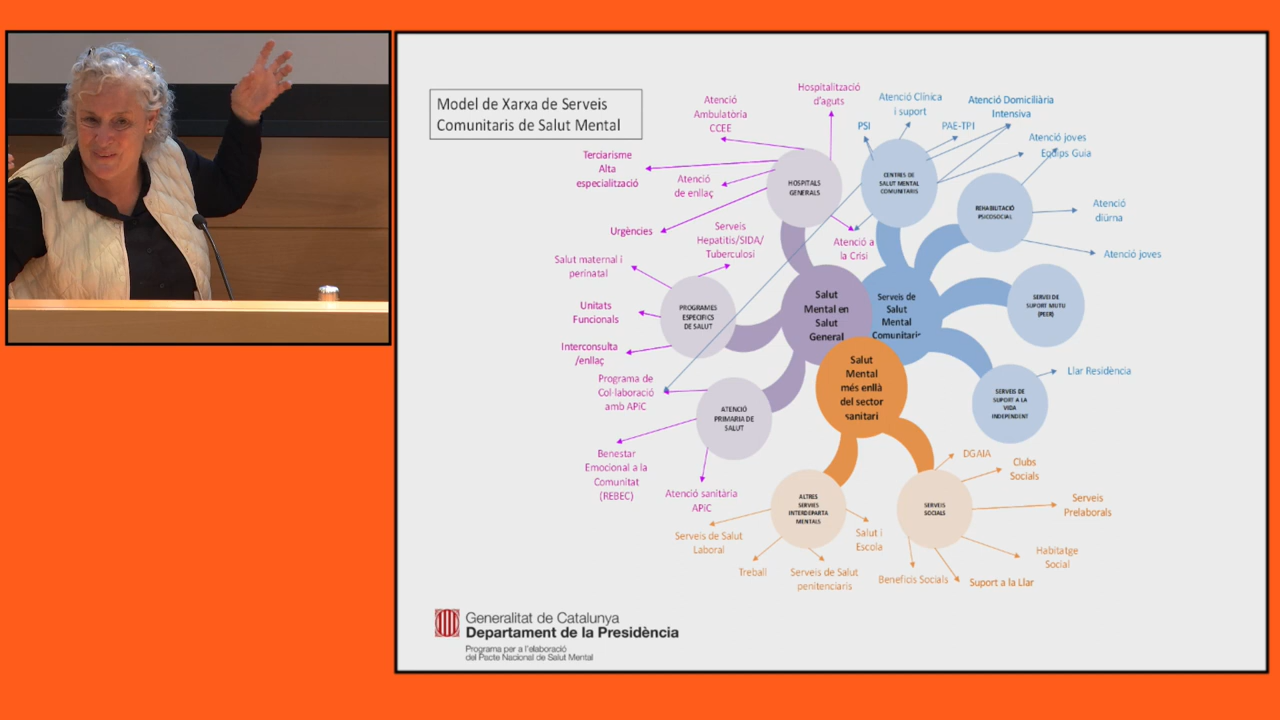 Model de Xarxa de Serveis
Comunitaris de Salut Mental
Atenció
Ambulatòria
CCEE
Hospitalització
d'aguts
Terciarisme
Alta
especialització
Atenció
de enllaç
Urgències
HOSPITALS
GENERALS
Atenció a
la Crisi
PSI
Atenció Clínica
i suport
PAE-TPI
Atenció Domiciliària
Intensiva
Atenció joves
Equips Guia
CENTRES DE
SALUT MENTAL
COMUNITARIS
REHABILITACIÓ
PSICOSOCIAL
Atenció
diürna
Atenció joves
Serveis
Hepatitis/SIDA/
Tuberculosi
Salut maternal i
perinatal
Unitats
Funcionals
Interconsulta
/enllaç
PROGRAMES
ESPECIFICS
DE SALUT
Salut
Mental en
Salut
General
Serveis de
Salut
Mental
Comunitaris
SERVEI DE
SUPORT MUTU
(PEER)
Salut
Mental
més enllà
del sector
sanitari
Programa de
Col·laboració
amb APiC
ATENCIÓ
PRIMARIA DE
SALUT
Benestar
Emocional a la
Comunitat
(REBEC)
Atenció sanitària
APiC
Llar Residència
SERVEIS DE
SUPORT A LA
VIDA
INDEPENDENT
ALTRES
SERVIES
INTERDEPARTA
MENTALS
Serveis de Salut
Laboral
Treball
Serveis de Salut
penitenciaris
Salut i
Escola
SERVEIS
SOCIALS
DGAIA
Clubs
Socials
Serveis
Prelaborals
Habitatge
Social
Beneficis Socials
Suport a la Llar
Generalitat de Catalunya
Departament de la Presidència
Programa per a l'elaboració
del Pacte Nacional de Salut Mental